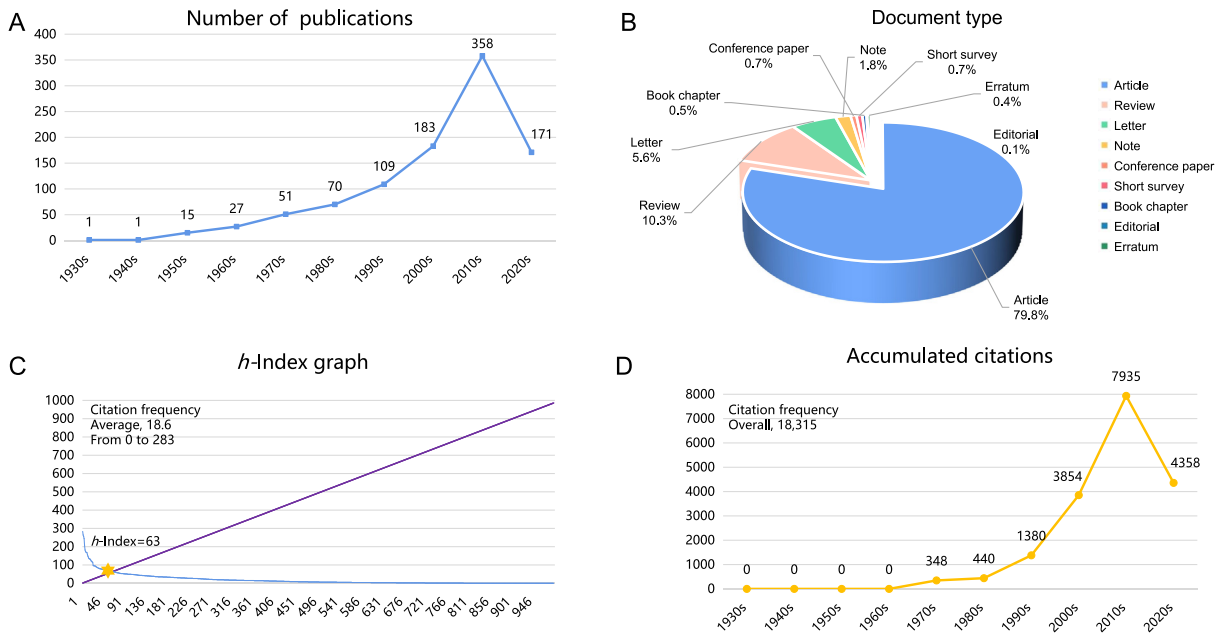 A
Number of publications
400
350
300
250
200
150
100
50
0
1
1
15
27
51
70
109
183
358
171
1930s
1940s
1950s
1960s
1970s
1980s
1990s
2000s
2010s
2020s
B
Document type
Conference paper
0.7%
Note
1.8%
Short survey
0.7%
Book chapter
0.5%
Erratum
0.4%
Letter
5.6%
Editorial
0.1%
Review
10.3%
Article
79.8%
Article
Review
Letter
Note
Conference paper
Short survey
Book chapter
Editorial
Erratum
C
h-Index graph
1000
900
800
700
600
500
400
300
200
100
0
Citation frequency
Average, 18.6
From 0 to 283
h-Index=63
1
46
91
136
181
226
271
316
361
406
451
496
541
586
631
676
721
766
811
856
901
946
D
Accumulated citations
8000
7000
6000
5000
4000
3000
2000
1000
0
Citation frequency
Overall, 18,315
0
0
0
0
348
440
1380
3854
7935
4358
1930s
1940s
1950s
1960s
1970s
1980s
1990s
2000s
2010s
2020s